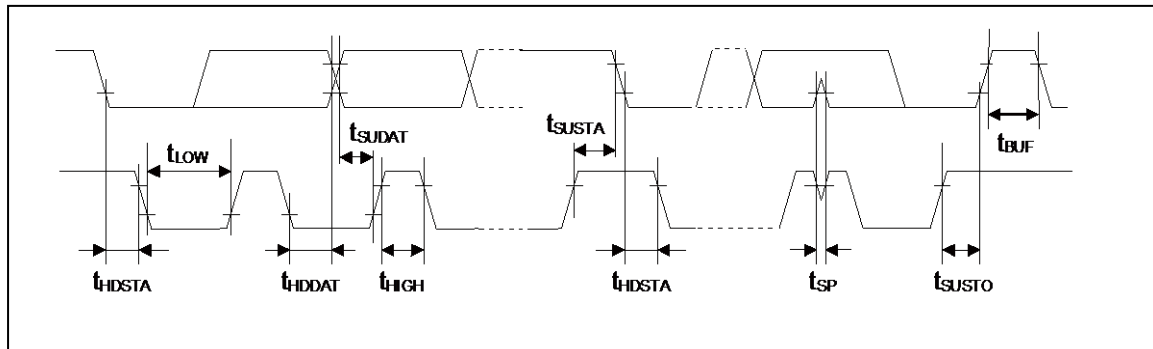 tSUDAT
tLOW
tSUSTA
tBUF
tHDSTA
tHDDAT
tHIGH
tHDSTA
tSP
tSUSTO